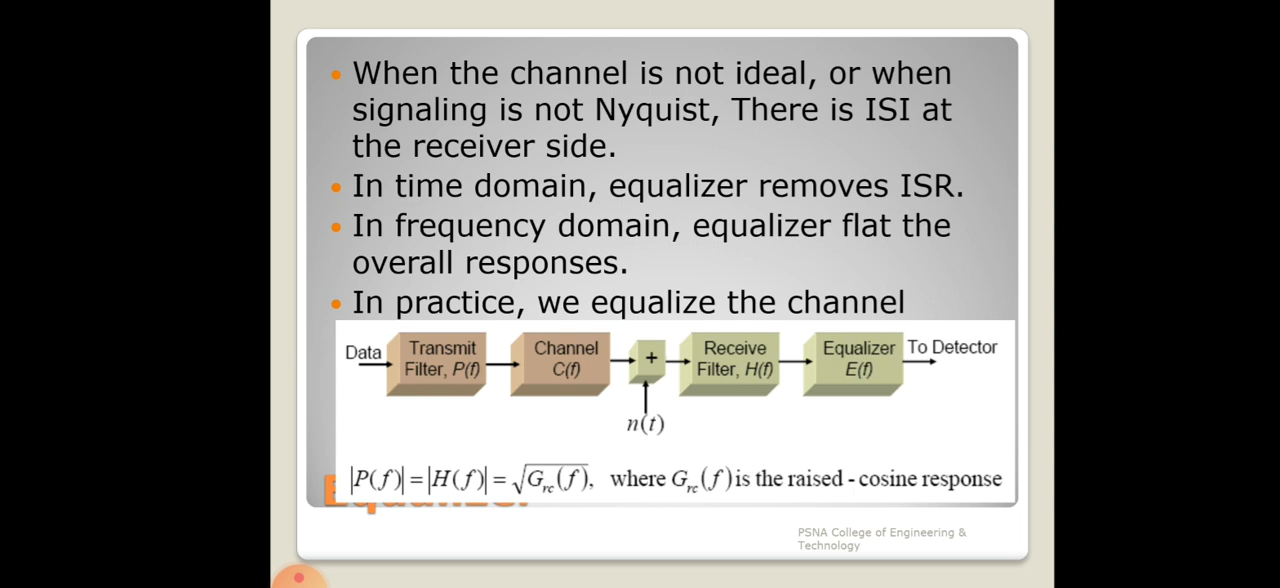 When the channel is not ideal, or when
signaling is not Nyquist, There is ISI at
the receiver side.
In time domain, equalizer removes ISR.
In frequency domain, equalizer flat the
overall responses.
In practice, we equalize the channel
Data
Transmit
Filter, P(f)
Channel
C(f)
+
Receive
Filter, H(f)
Equalizer
E(f)
To Detector
n(t)
|P(f)| = |H(f)| = √G_rc(f), where G_rc(f) is the raised - cosine response
PSNA College of Engineering &
Technology